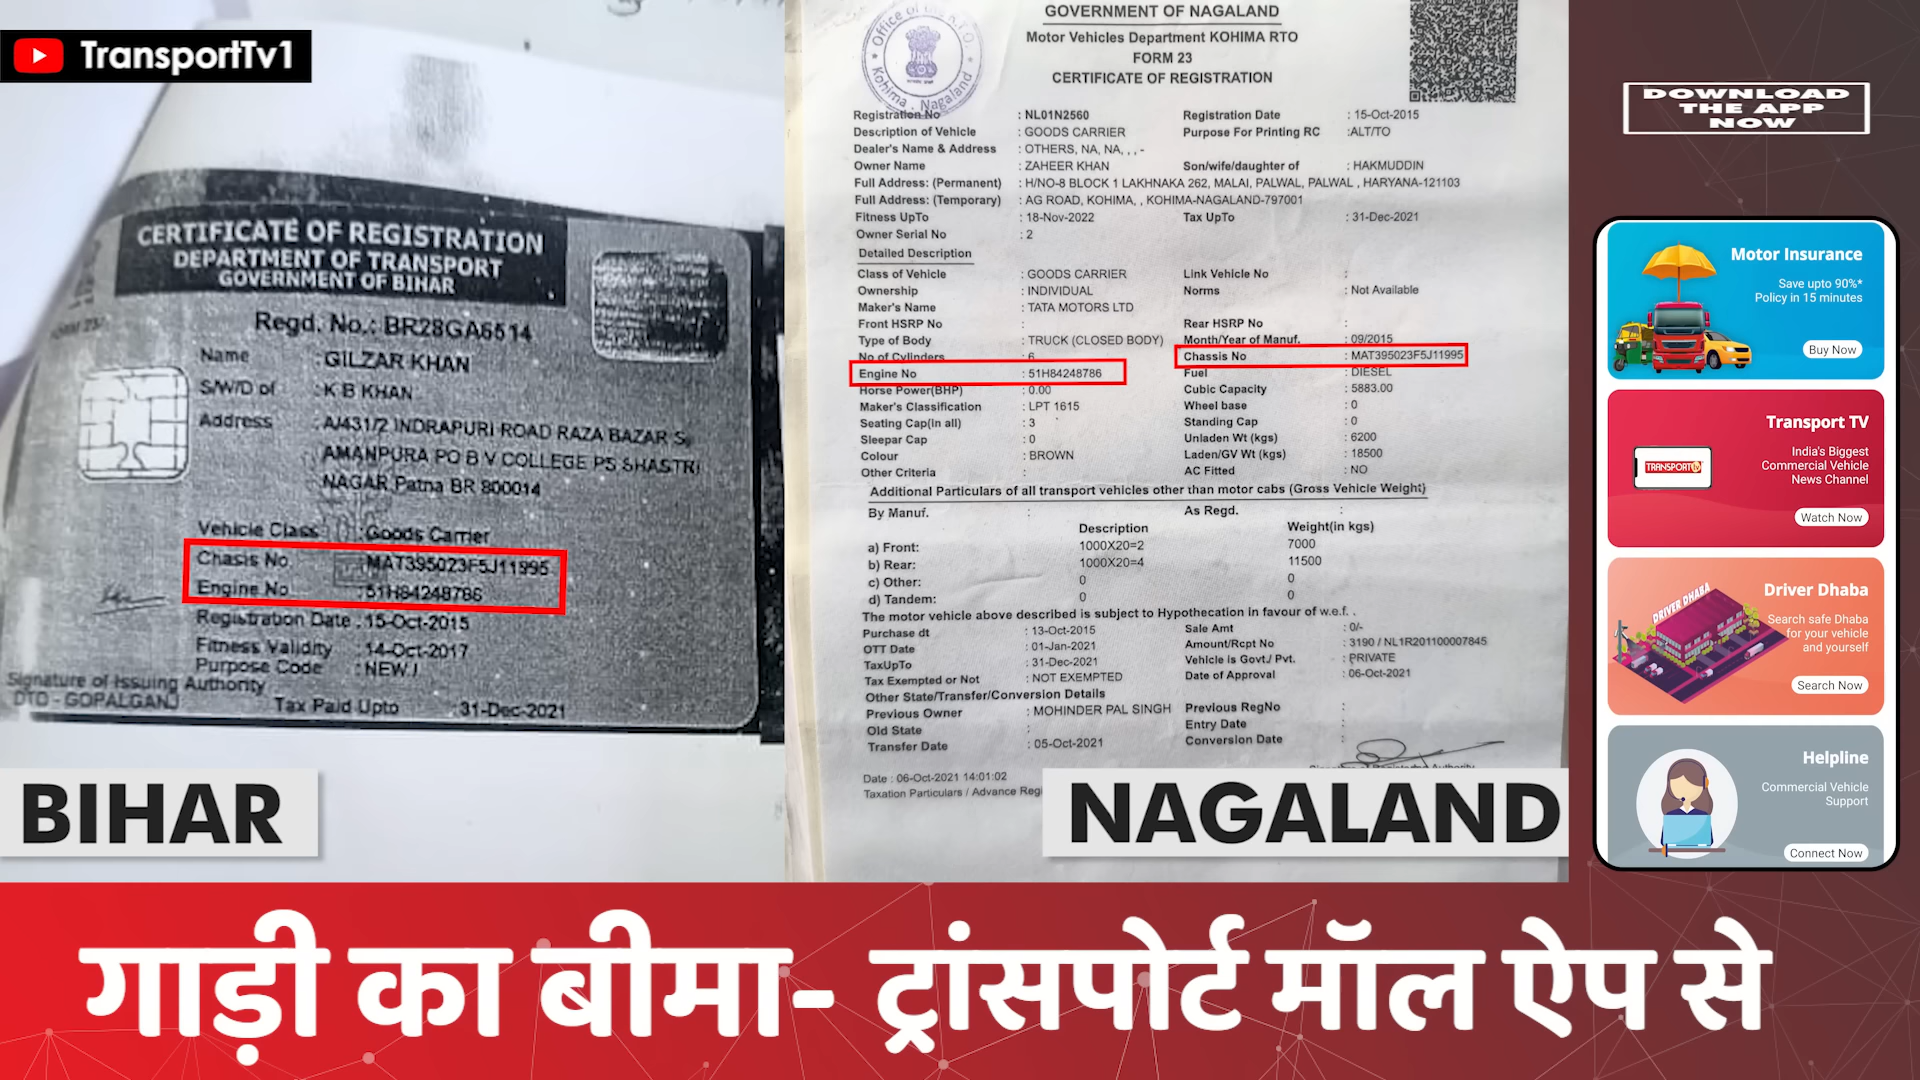 TransportTv1
CERTIFICATE OF REGISTRATION
DEPARTMENT OF TRANSPORT
GOVERNMENT OF BIHAR
Regd. No.: BR28GA6514
Name : GILZAR KHAN
S/W/D of : K B KHAN
Address : A/431/2 INDRAPURI ROAD RAZA BAZAR S,
AMANPURA PO B V COLLEGE PS SHASTRI
NAGAR Patna BR 800014
Vehicle Class : Goods Carrier
Chasis No. : MAT395023F5J11995
Engine No. : 51H84248786
Registration Date : 15-Oct-2015
Fitness Validity : 14-Oct-2017
Purpose Code : NEW
Signature of Issuing Authority
DTO - GOPALGANJ
Tax Paid Upto : 31-Dec-2021
BIHAR
Office of the R.T.O.
Kohima, Nagaland
GOVERNMENT OF NAGALAND
Motor Vehicles Department KOHIMA RTO
FORM 23
CERTIFICATE OF REGISTRATION
Registration No : NL01N2560 Registration Date : 15-Oct-2015
Description of Vehicle : GOODS CARRIER Purpose For Printing RC :ALT/TO
Dealer's Name & Address : OTHERS, NA, NA, , , -
Owner Name : ZAHEER KHAN Son/wife/daughter of : HAKMUDDIN
Full Address: (Permanent) : H/NO-8 BLOCK 1 LAKHNAKA 262, MALAI, PALWAL, PALWAL , HARYANA-121103
Full Address: (Temporary) : AG ROAD, KOHIMA, , KOHIMA-NAGALAND-797001
Fitness UpTo : 18-Nov-2022 Tax UpTo : 31-Dec-2021
Owner Serial No : 2
Detailed Description
Class of Vehicle : GOODS CARRIER Link Vehicle No :
Ownership : INDIVIDUAL Norms : Not Available
Maker's Name : TATA MOTORS LTD
Front HSRP No : Rear HSRP No :
Type of Body : TRUCK (CLOSED BODY) Month/Year of Manuf. : 09/2015
No of Cylinders : 6 Chassis No : MAT395023F5J11995
Engine No : 51H84248786 Fuel : DIESEL
Horse Power(BHP) : 0.00 Cubic Capacity : 5883.00
Maker's Classification : LPT 1615 Wheel base : 0
Seating Cap(in all) : 3 Standing Cap : 0
Sleepar Cap : 0 Unladen Wt (kgs) : 6200
Colour : BROWN Laden/GV Wt (kgs) : 18500
Other Criteria : AC Fitted : NO
Additional Particulars of all transport vehicles other than motor cabs (Gross Vehicle Weight)
By Manuf. : As Regd. :
Description Weight(in kgs)
a) Front: 1000X20=2 7000
b) Rear: 1000X20=4 11500
c) Other: 0 0
d) Tandem: 0 0
The motor vehicle above described is subject to Hypothecation in favour of w.e.f. .
Purchase dt : 13-Oct-2015 Sale Amt : 0/-
OTT Date : 01-Jan-2021 Amount/Rcpt No : 3190 / NL1R201100007845
TaxUpTo : 31-Dec-2021 Vehicle is Govt./ Pvt. : PRIVATE
Tax Exempted or Not : NOT EXEMPTED Date of Approval : 06-Oct-2021
Other State/Transfer/Conversion Details
Previous Owner : MOHINDER PAL SINGH Previous RegNo :
Old State : Entry Date :
Transfer Date : 05-Oct-2021 Conversion Date :
Date : 06-Oct-2021 14:01:02
Taxation Particulars / Advance Regi
NAGALAND
DOWNLOAD
THE APP
NOW
Motor Insurance
Save upto 90%*
Policy in 15 minutes
Buy Now
Transport TV
India's Biggest
Commercial Vehicle
News Channel
TRANSPORT TV
Watch Now
Driver Dhaba
DRIVER DHABA
Search safe Dhaba
for your vehicle
and yourself
Search Now
Helpline
Commercial Vehicle
Support
Connect Now
गाड़ी का बीमा- ट्रांसपोर्ट मॉल ऐप से